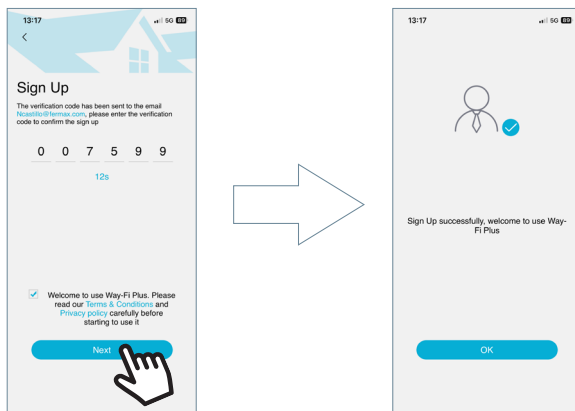 13:17
5G 89
Sign Up
The verification code has been sent to the email
Ncastillo@fermax.com, please enter the verification
code to confirm the sign up
0 0 7 5 9 9
12s
Welcome to use Way-Fi Plus. Please
read our Terms & Conditions and
Privacy policy carefully before
starting to use it
Next
13:17
5G 89
Sign Up successfully, welcome to use Way-
Fi Plus
OK